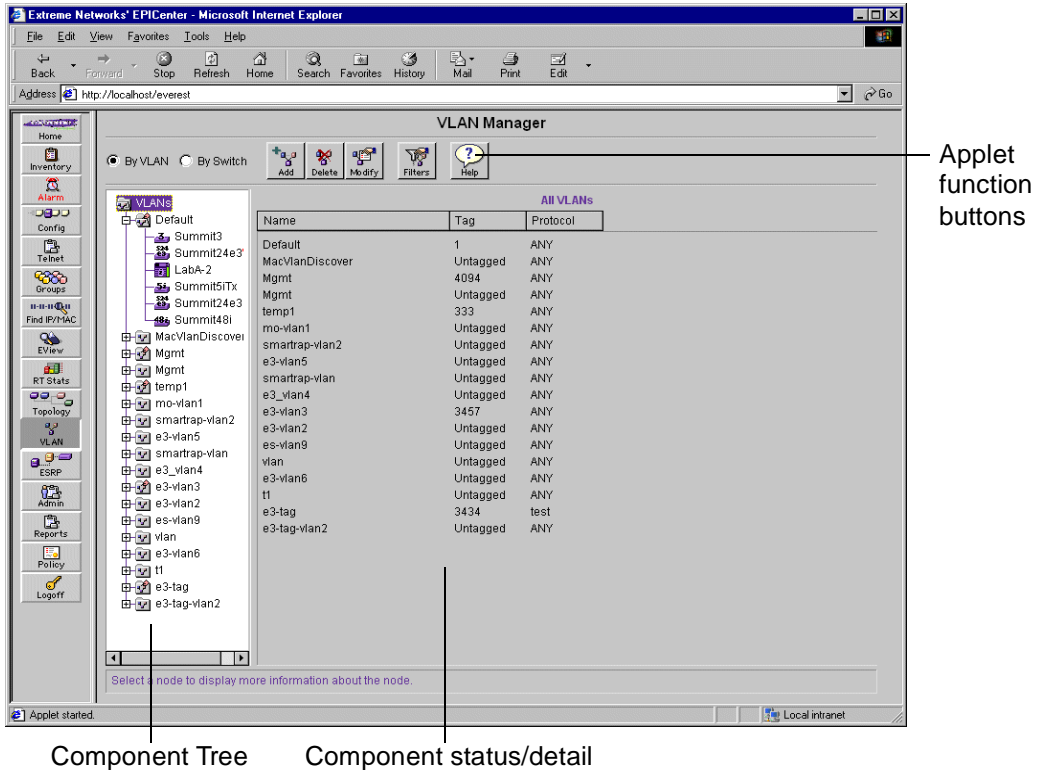 Extreme Networks' EPICenter - Microsoft Internet Explorer
File Edit View Favorites Tools Help
Back Forward Stop Refresh Home Search Favorites History Mail Print Edit
Address http://localhost/everest Go
Home
Inventory
Alarm
Config
Telnet
Groups
Find IP/MAC
EView
RT Stats
Topology
VLAN
ESRP
Admin
Reports
Policy
Logoff
VLAN Manager
By VLAN By Switch Add Delete Modify Filters ? Help
VLANs
Default
Summit3
Summit24e3
LabA-2
Summit5iTx
Summit24e3
Summit48i
MacVlanDiscover
Mgmt
Mgmt
temp1
mo-vlan1
smartrap-vlan2
e3-vlan5
smartrap-vlan
e3_vlan4
e3-vlan3
e3-vlan2
es-vlan9
vlan
e3-vlan6
t1
e3-tag
e3-tag-vlan2
All VLANs
Name Tag Protocol
Default 1 ANY
MacVlanDiscover Untagged ANY
Mgmt 4094 ANY
Mgmt Untagged ANY
temp1 333 ANY
mo-vlan1 Untagged ANY
smartrap-vlan2 Untagged ANY
e3-vlan5 Untagged ANY
smartrap-vlan Untagged ANY
e3_vlan4 Untagged ANY
e3-vlan3 3457 ANY
e3-vlan2 Untagged ANY
es-vlan9 Untagged ANY
vlan Untagged ANY
e3-vlan6 Untagged ANY
t1 Untagged ANY
e3-tag 3434 test
e3-tag-vlan2 Untagged ANY
Select a node to display more information about the node.
Applet started. Local intranet
Applet
function
buttons
Component Tree
Component status/detail